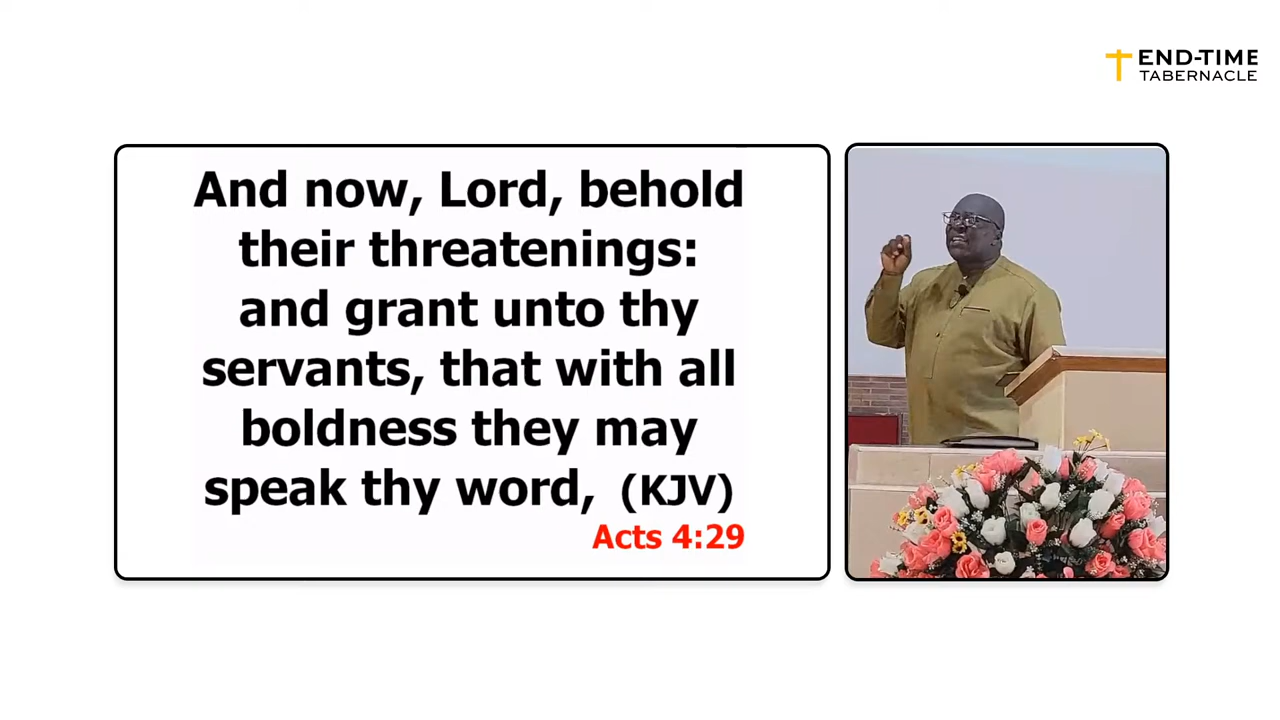 END-TIME
TABERNACLE
And now, Lord, behold
their threatenings:
and grant unto thy
servants, that with all
boldness they may
speak thy word, (KJV)
Acts 4:29